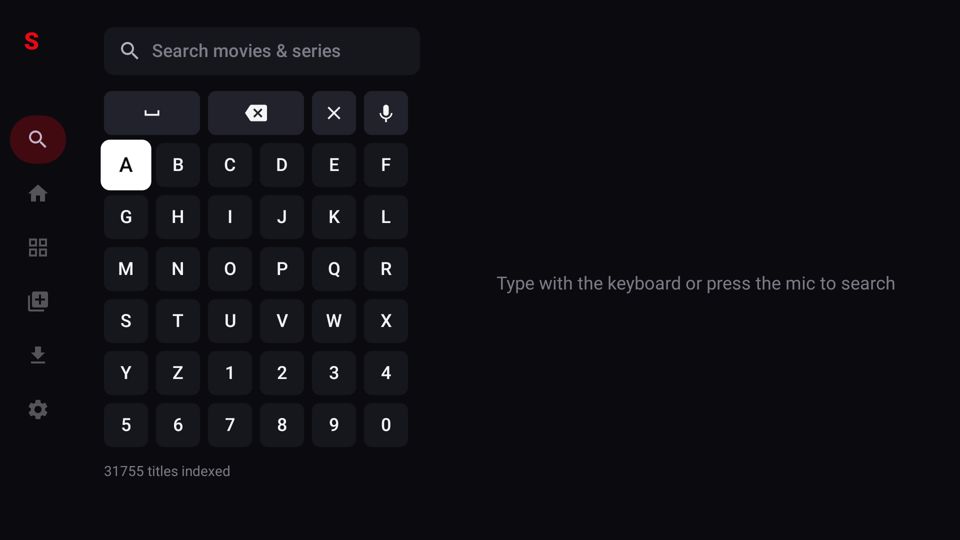 S
Search movies & series
A B C D E F
G H I J K L
M N O P Q R
Type with the keyboard or press the mic to search
S T U V W X
Y Z 1 2 3 4
5 6 7 8 9 0
31755 titles indexed